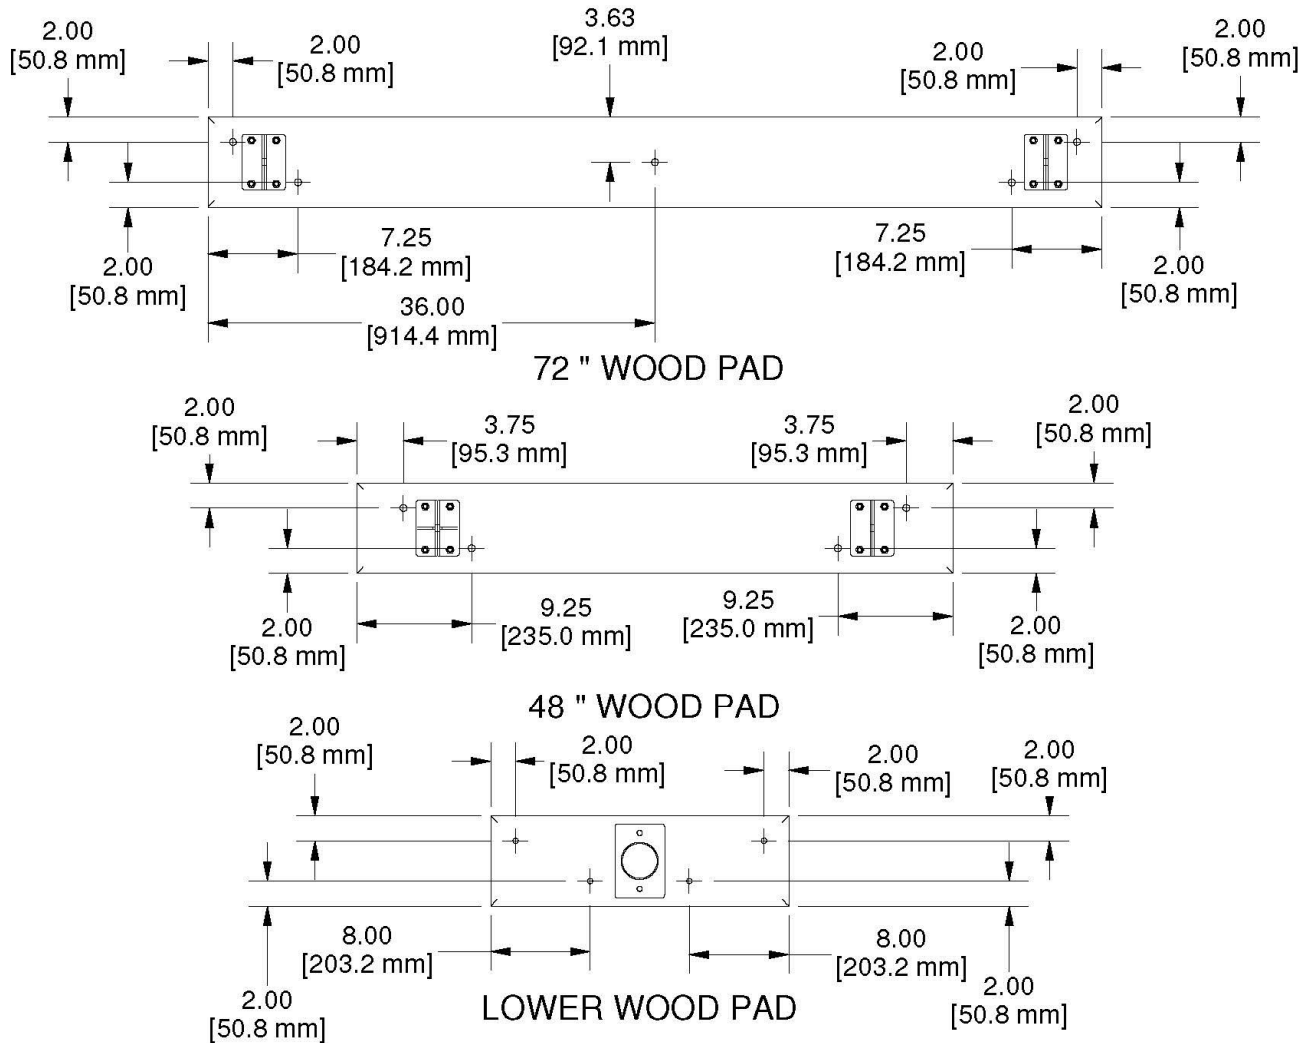 2.00
[50.8 mm]
2.00
[50.8 mm]
3.63
[92.1 mm]
2.00
[50.8 mm]
2.00
[50.8 mm]
2.00
[50.8 mm]
7.25
[184.2 mm]
7.25
[184.2 mm]
2.00
[50.8 mm]
36.00
[914.4 mm]
72 " WOOD PAD
2.00
[50.8 mm]
3.75
[95.3 mm]
3.75
[95.3 mm]
2.00
[50.8 mm]
2.00
[50.8 mm]
9.25
[235.0 mm]
9.25
[235.0 mm]
2.00
[50.8 mm]
48 " WOOD PAD
2.00
[50.8 mm]
2.00
[50.8 mm]
2.00
[50.8 mm]
2.00
[50.8 mm]
8.00
[203.2 mm]
8.00
[203.2 mm]
2.00
[50.8 mm]
2.00
[50.8 mm]
LOWER WOOD PAD